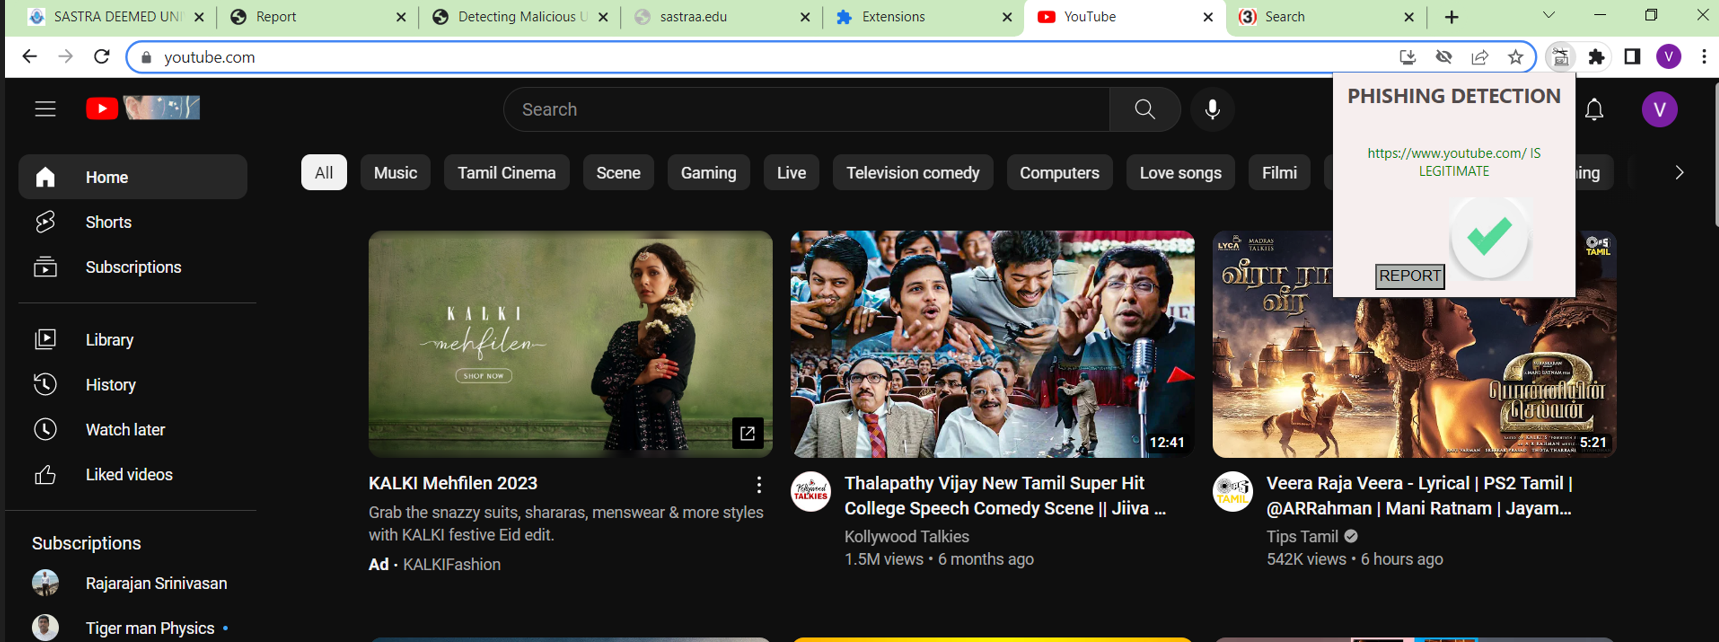 SASTRA DEEMED UNI
Report
Detecting Malicious U
sastraa.edu
Extensions
YouTube
Search
youtube.com
V
Search
V
PHISHING DETECTION
https://www.youtube.com/ IS
LEGITIMATE
REPORT
All
Music
Tamil Cinema
Scene
Gaming
Live
Television comedy
Computers
Love songs
Filmi
ing
Home
Shorts
Subscriptions
Library
History
Watch later
Liked videos
Subscriptions
Rajarajan Srinivasan
Tiger man Physics •
KALKI
mehfilen
SHOP NOW
KALKI Mehfilen 2023
Grab the snazzy suits, shararas, menswear & more styles
with KALKI festive Eid edit.
Ad • KALKIFashion
12:41
Kollywood
TALKIES
Thalapathy Vijay New Tamil Super Hit
College Speech Comedy Scene || Jiiva ...
Kollywood Talkies
1.5M views • 6 months ago
LYCA
MADRAS
TALKIES
வீரா ரா
வீர
TAMIL
2
பொன்னியின்
செல்வன்
5:21
TAMIL
Veera Raja Veera - Lyrical | PS2 Tamil |
@ARRahman | Mani Ratnam | Jayam...
Tips Tamil
542K views • 6 hours ago